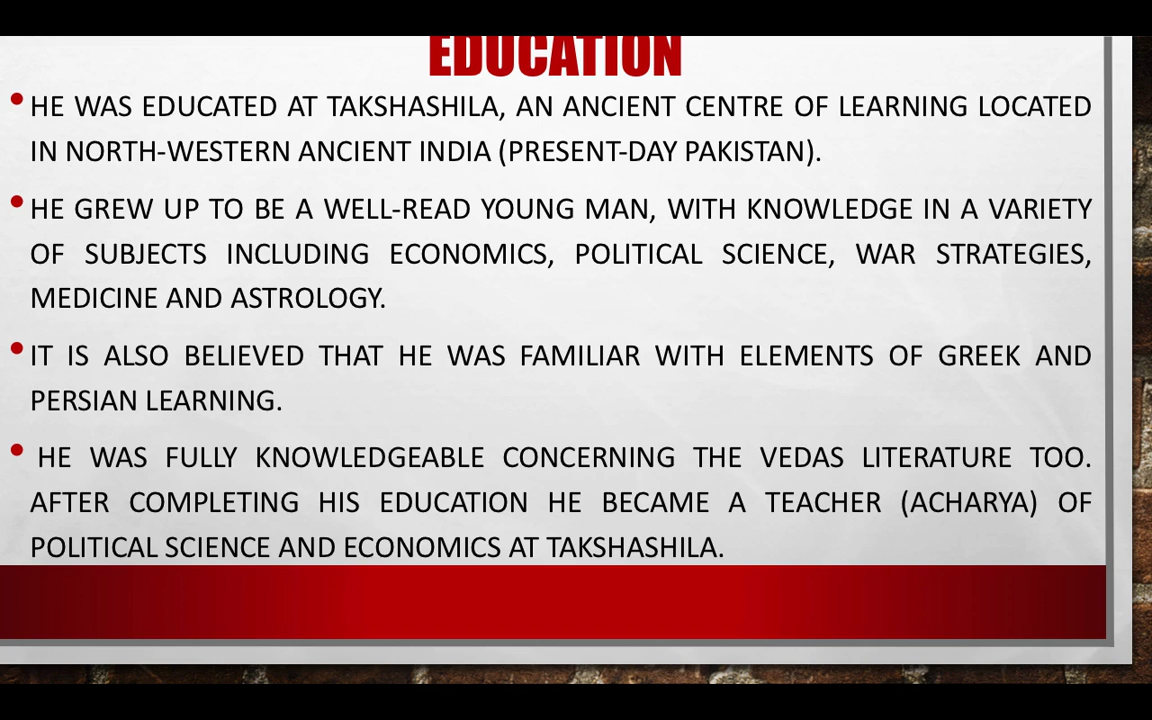 EDUCATION
• HE WAS EDUCATED AT TAKSHASHILA, AN ANCIENT CENTRE OF LEARNING LOCATED
IN NORTH-WESTERN ANCIENT INDIA (PRESENT-DAY PAKISTAN).
• HE GREW UP TO BE A WELL-READ YOUNG MAN, WITH KNOWLEDGE IN A VARIETY
OF SUBJECTS INCLUDING ECONOMICS, POLITICAL SCIENCE, WAR STRATEGIES,
MEDICINE AND ASTROLOGY.
• IT IS ALSO BELIEVED THAT HE WAS FAMILIAR WITH ELEMENTS OF GREEK AND
PERSIAN LEARNING.
• HE WAS FULLY KNOWLEDGEABLE CONCERNING THE VEDAS LITERATURE TOO.
AFTER COMPLETING HIS EDUCATION HE BECAME A TEACHER (ACHARYA) OF
POLITICAL SCIENCE AND ECONOMICS AT TAKSHASHILA.